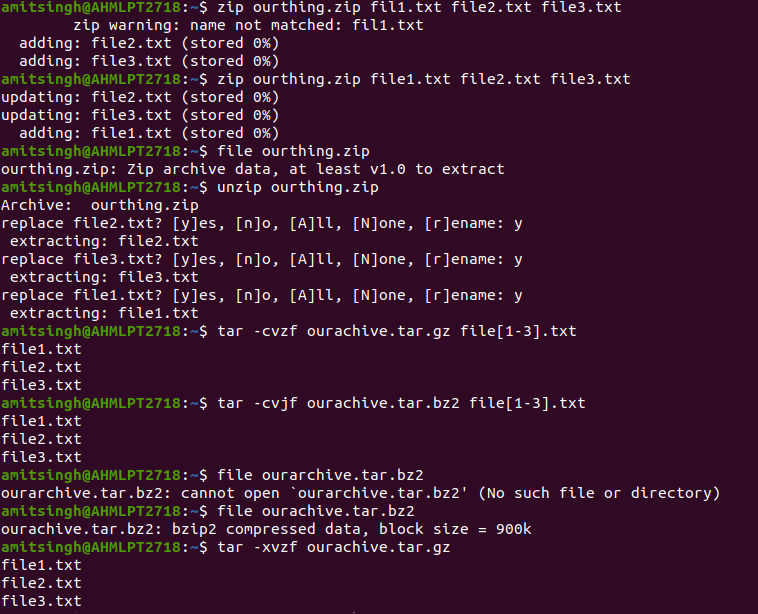 amitsingh@AHMLPT2718:~$ zip ourthing.zip fil1.txt file2.txt file3.txt
        zip warning: name not matched: fil1.txt
  adding: file2.txt (stored 0%)
  adding: file3.txt (stored 0%)
amitsingh@AHMLPT2718:~$ zip ourthing.zip file1.txt file2.txt file3.txt
updating: file2.txt (stored 0%)
updating: file3.txt (stored 0%)
  adding: file1.txt (stored 0%)
amitsingh@AHMLPT2718:~$ file ourthing.zip
ourthing.zip: Zip archive data, at least v1.0 to extract
amitsingh@AHMLPT2718:~$ unzip ourthing.zip
Archive:  ourthing.zip
replace file2.txt? [y]es, [n]o, [A]ll, [N]one, [r]ename: y
 extracting: file2.txt
replace file3.txt? [y]es, [n]o, [A]ll, [N]one, [r]ename: y
 extracting: file3.txt
replace file1.txt? [y]es, [n]o, [A]ll, [N]one, [r]ename: y
 extracting: file1.txt
amitsingh@AHMLPT2718:~$ tar -cvzf ourachive.tar.gz file[1-3].txt
file1.txt
file2.txt
file3.txt
amitsingh@AHMLPT2718:~$ tar -cvjf ourachive.tar.bz2 file[1-3].txt
file1.txt
file2.txt
file3.txt
amitsingh@AHMLPT2718:~$ file ourarchive.tar.bz2
ourarchive.tar.bz2: cannot open `ourarchive.tar.bz2' (No such file or directory)
amitsingh@AHMLPT2718:~$ file ourachive.tar.bz2
ourachive.tar.bz2: bzip2 compressed data, block size = 900k
amitsingh@AHMLPT2718:~$ tar -xvzf ourachive.tar.gz
file1.txt
file2.txt
file3.txt